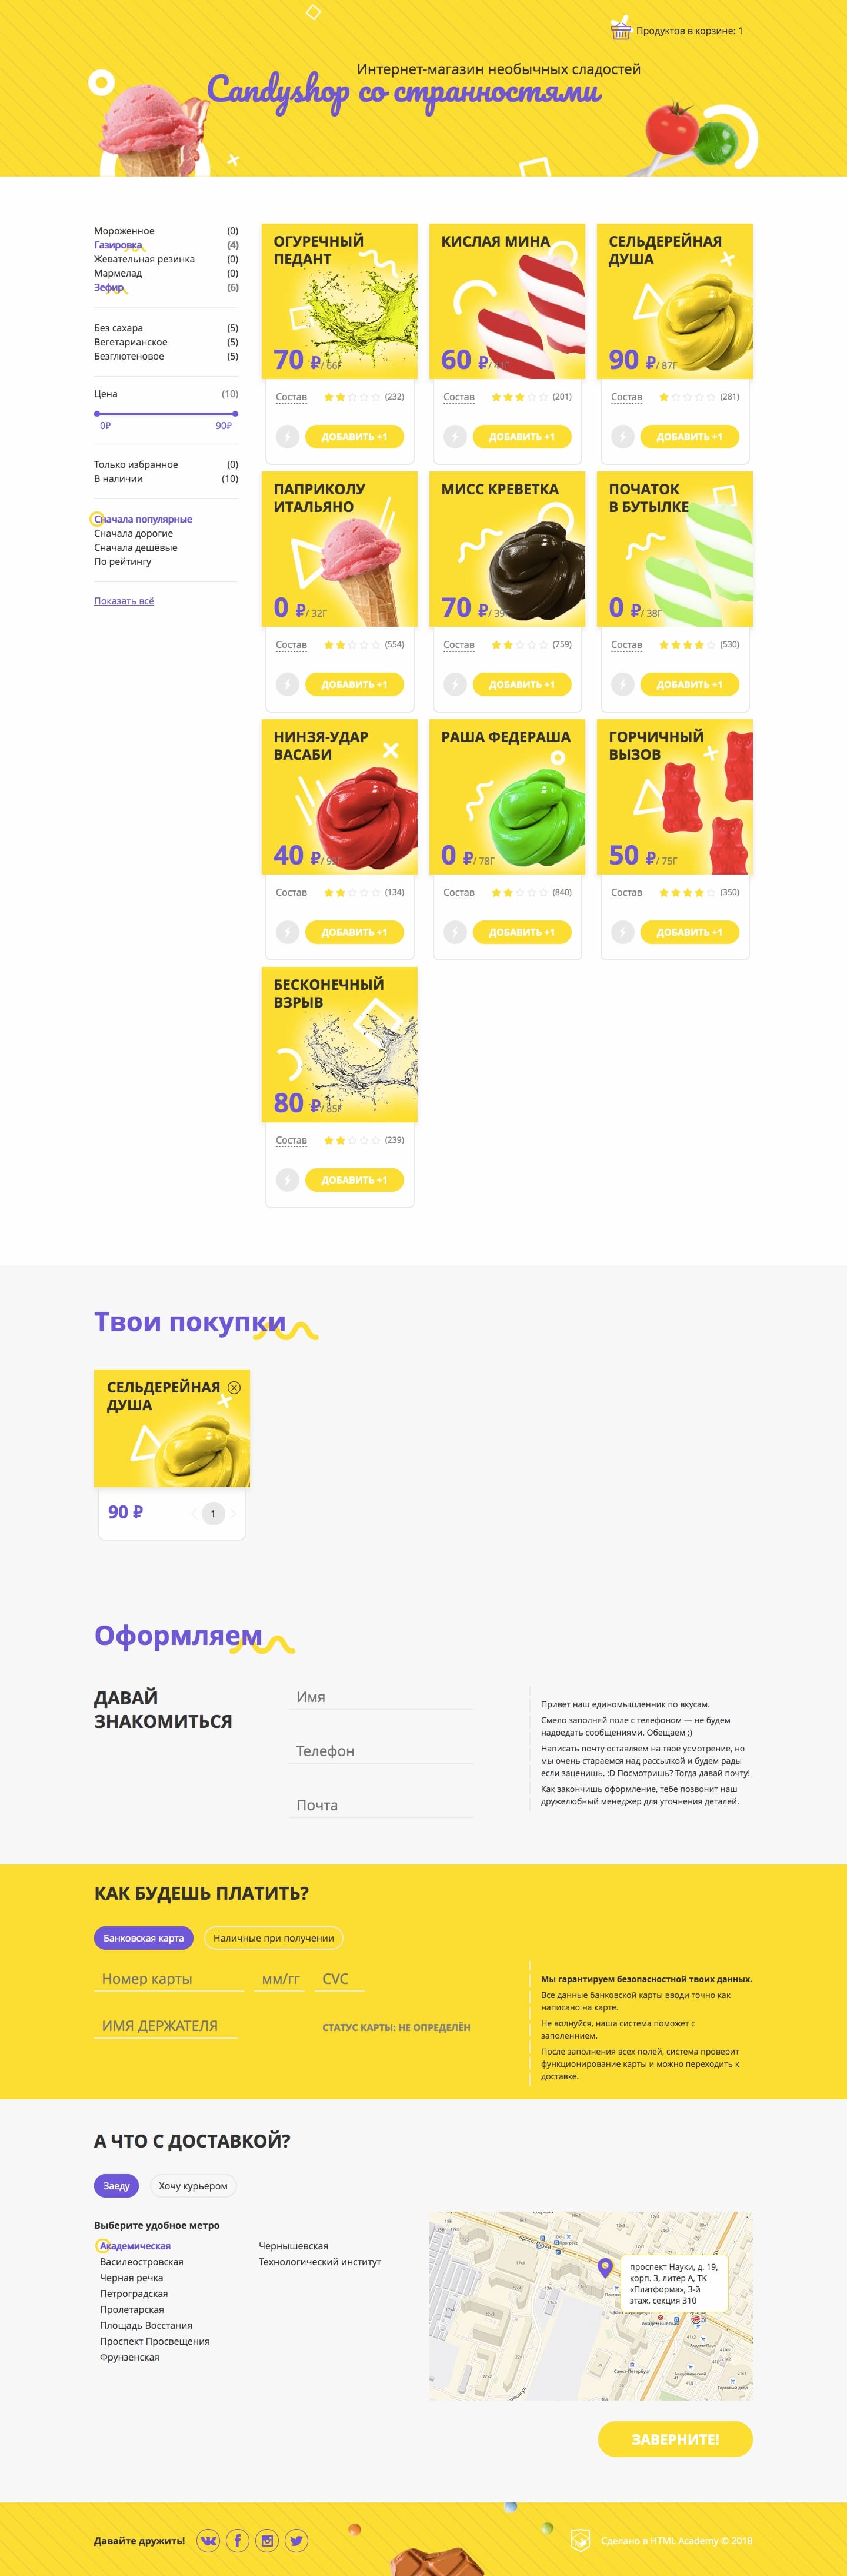 Продуктов в корзине: 1
Интернет-магазин необычных сладостей
Candyshop со странностями
Мороженное (0)
Газировка (4)
Жевательная резинка (0)
Мармелад (0)
Зефир (6)
Без сахара (5)
Вегетарианское (5)
Безглютеновое (5)
Цена (10)
0₽ 90₽
Только избранное (0)
В наличии (10)
Сначала популярные
Сначала дорогие
Сначала дешёвые
По рейтингу
Показать всё
ОГУРЕЧНЫЙ
ПЕДАНТ
70 ₽/ 66Г
Состав (232)
ДОБАВИТЬ +1
КИСЛАЯ МИНА
60 ₽/ 41Г
Состав (201)
ДОБАВИТЬ +1
СЕЛЬДЕРЕЙНАЯ
ДУША
90 ₽/ 87Г
Состав (281)
ДОБАВИТЬ +1
ПАПРИКОЛУ
ИТАЛЬЯНО
0 ₽/ 32Г
Состав (554)
ДОБАВИТЬ +1
МИСС КРЕВЕТКА
70 ₽/ 39Г
Состав (759)
ДОБАВИТЬ +1
ПОЧАТОК
В БУТЫЛКЕ
0 ₽/ 38Г
Состав (530)
ДОБАВИТЬ +1
НИНЗЯ-УДАР
ВАСАБИ
40 ₽/
Состав (134)
ДОБАВИТЬ +1
РАША ФЕДЕРАША
0 ₽/ 78Г
Состав (840)
ДОБАВИТЬ +1
ГОРЧИЧНЫЙ
ВЫЗОВ
50 ₽/ 75Г
Состав (350)
ДОБАВИТЬ +1
БЕСКОНЕЧНЫЙ
ВЗРЫВ
80 ₽/ 85Г
Состав (239)
ДОБАВИТЬ +1
Твои покупки
СЕЛЬДЕРЕЙНАЯ
ДУША
90 ₽ 1
Оформляем
ДАВАЙ
ЗНАКОМИТЬСЯ
Имя
Телефон
Почта
Привет наш единомышленник по вкусам.
Смело заполняй поле с телефоном — не будем
надоедать сообщениями. Обещаем ;)
Написать почту оставляем на твоё усмотрение, но
мы очень стараемся над рассылкой и будем рады
если заценишь. :D Посмотришь? Тогда давай почту!
Как закончишь оформление, тебе позвонит наш
дружелюбный менеджер для уточнения деталей.
КАК БУДЕШЬ ПЛАТИТЬ?
Банковская карта Наличные при получении
Номер карты мм/гг CVC
ИМЯ ДЕРЖАТЕЛЯ СТАТУС КАРТЫ: НЕ ОПРЕДЕЛЁН
Мы гарантируем безопасностной твоих данных.
Все данные банковской карты вводи точно как
написано на карте.
Не волнуйся, наша система поможет с
заполеннием.
После заполнения всех полей, система проверит
функционирование карты и можно переходить к
доставке.
А ЧТО С ДОСТАВКОЙ?
Заеду Хочу курьером
Выберите удобное метро
Академическая
Василеостровская
Черная речка
Петроградская
Пролетарская
Площадь Восстания
Проспект Просвещения
Фрунзенская
Чернышевская
Технологический институт
проспект Науки, д. 19,
корп. 3, литер А, ТК
«Платформа», 3-й
этаж, секция 310
Академическая
Санкт-Петербург
ЗАВЕРНИТЕ!
Давайте дружить!
Сделано в HTML Academy © 2018